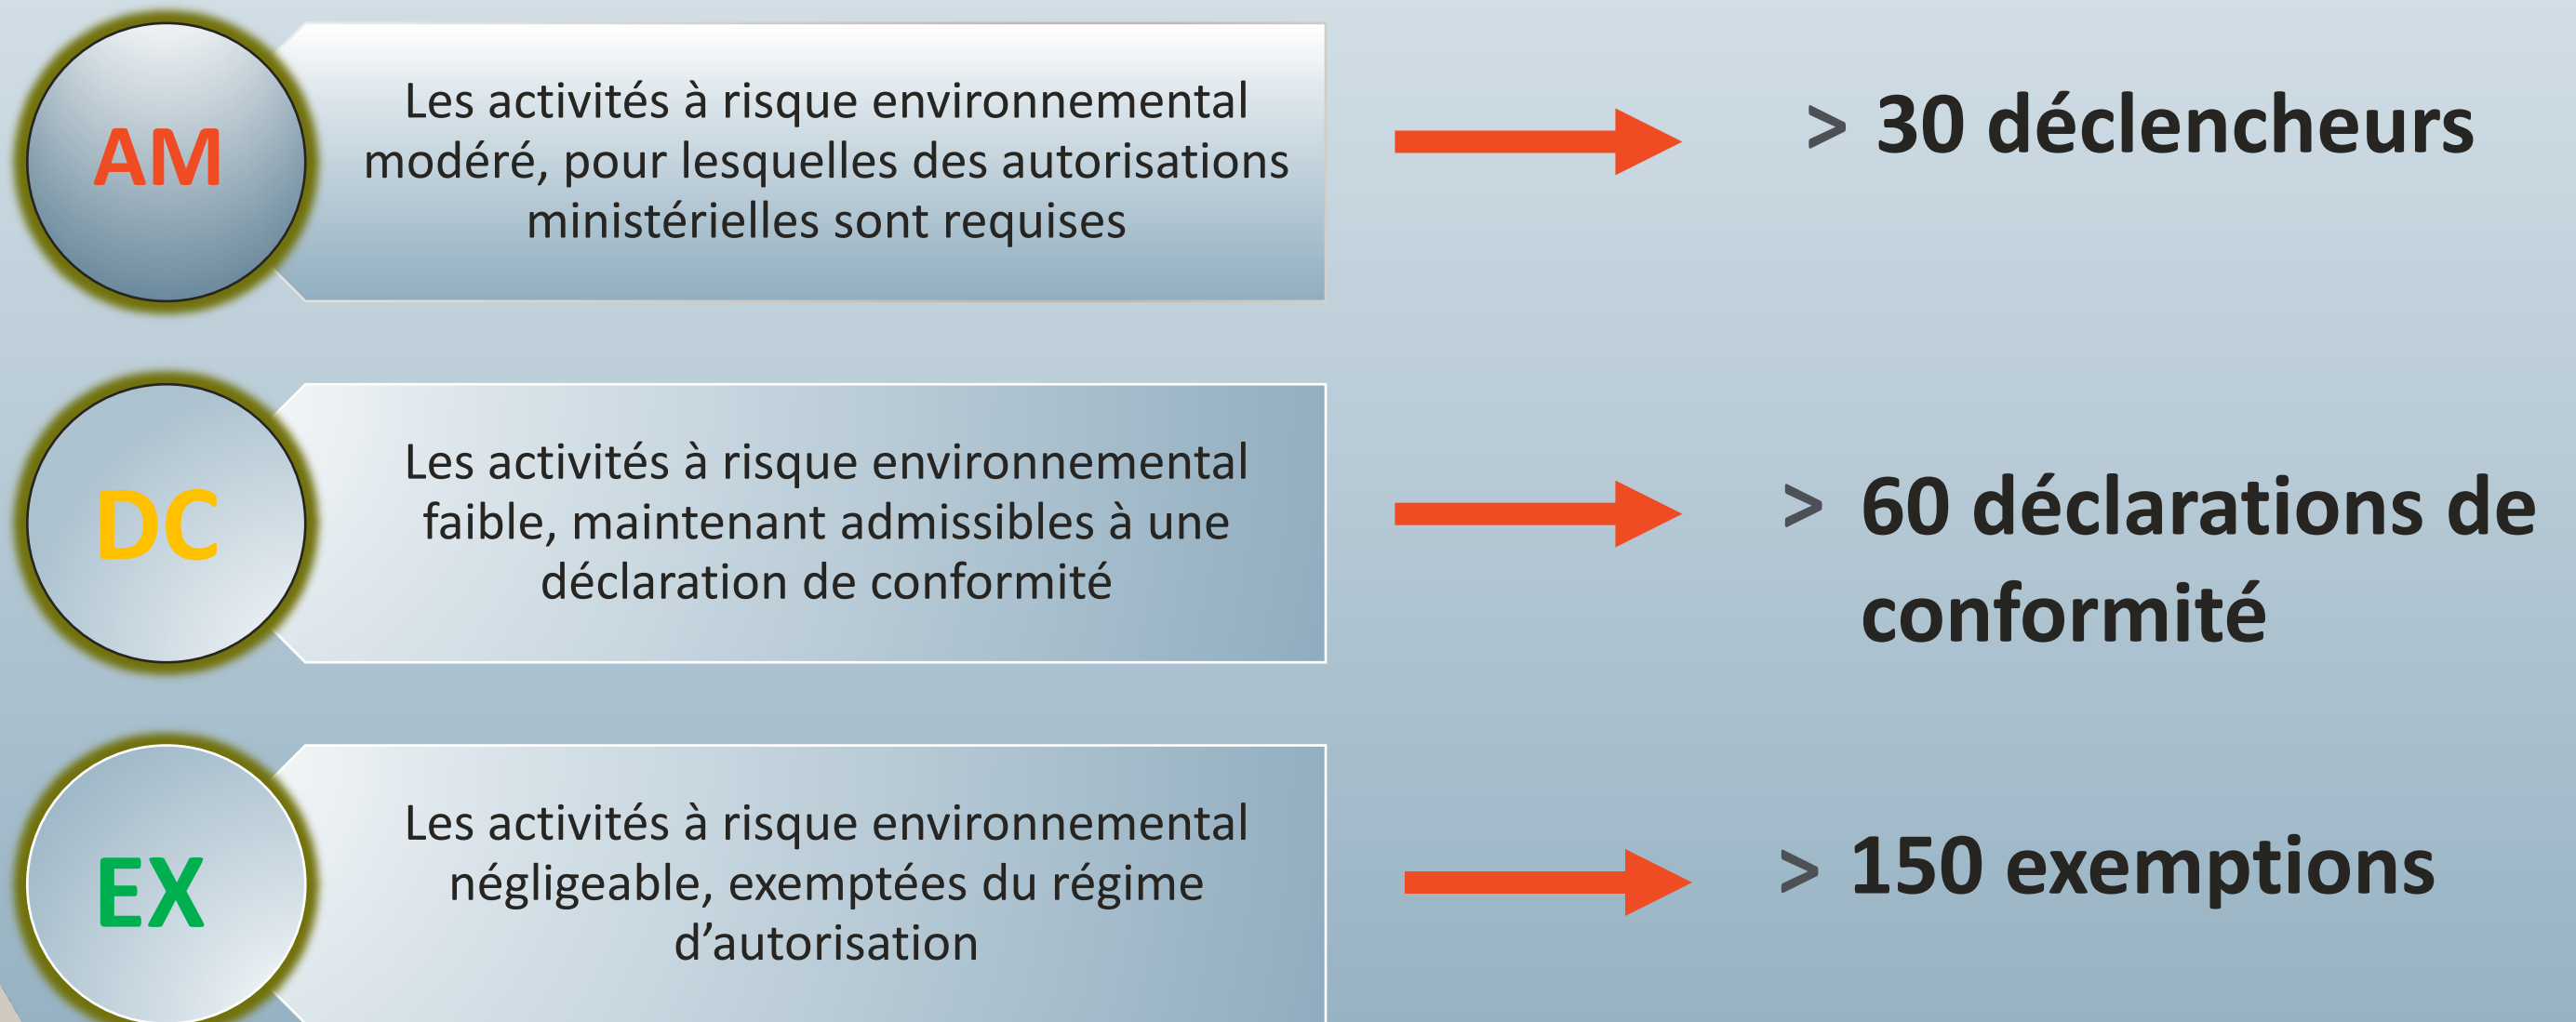 AM
Les activités à risque environnemental
modéré, pour lesquelles des autorisations
ministérielles sont requises
> 30 déclencheurs
DC
Les activités à risque environnemental
faible, maintenant admissibles à une
déclaration de conformité
> 60 déclarations de
conformité
EX
Les activités à risque environnemental
négligeable, exemptées du régime
d’autorisation
> 150 exemptions